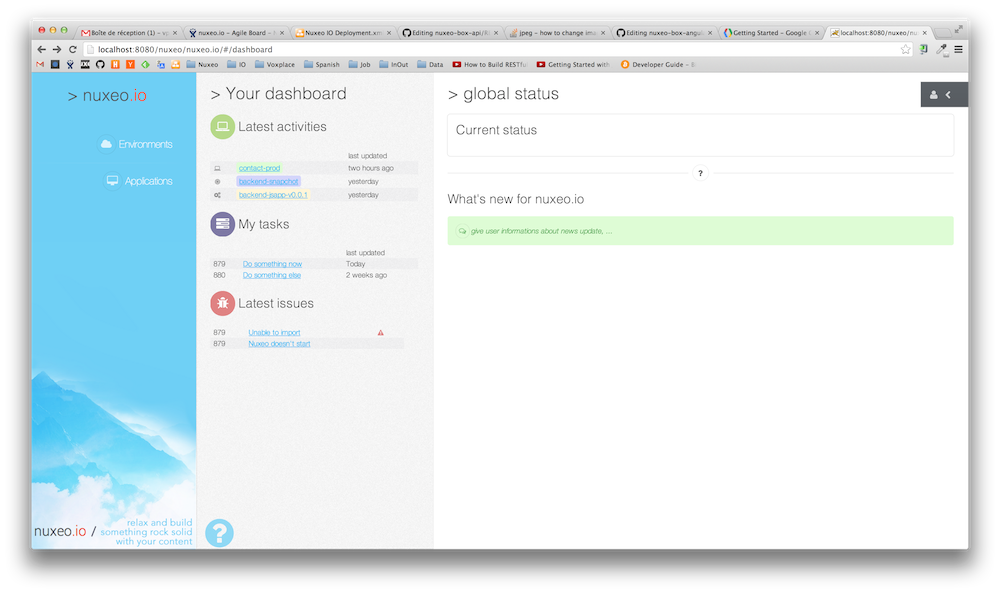 Boîte de réception (1) – vp
nuxeo.io – Agile Board – N
Nuxeo IO Deployment.xm
Editing nuxeo-box-api/RE
jpeg – how to change ima
Editing nuxeo-box-angul
Getting Started – Google
localhost:8080/nuxeo/nu
localhost:8080/nuxeo/nuxeo.io/#/dashboard
Nuxeo
IO
Voxplace
Spanish
Job
InOut
Data
How to Build RESTfu
Getting Started with
Developer Guide –
> nuxeo.io
Environments
Applications
> Your dashboard
Latest activities
last updated
contact-prod two hours ago
backend-snapshot yesterday
backend-jsapp-v0.0.1 yesterday
My tasks
last updated
879 Do something now Today
880 Do something else 2 weeks ago
Latest issues
879 Unable to import
879 Nuxeo doesn't start
> global status
Current status
?
What's new for nuxeo.io
give user informations about news update, ...
nuxeo.io /
relax and build
something rock solid
with your content
?